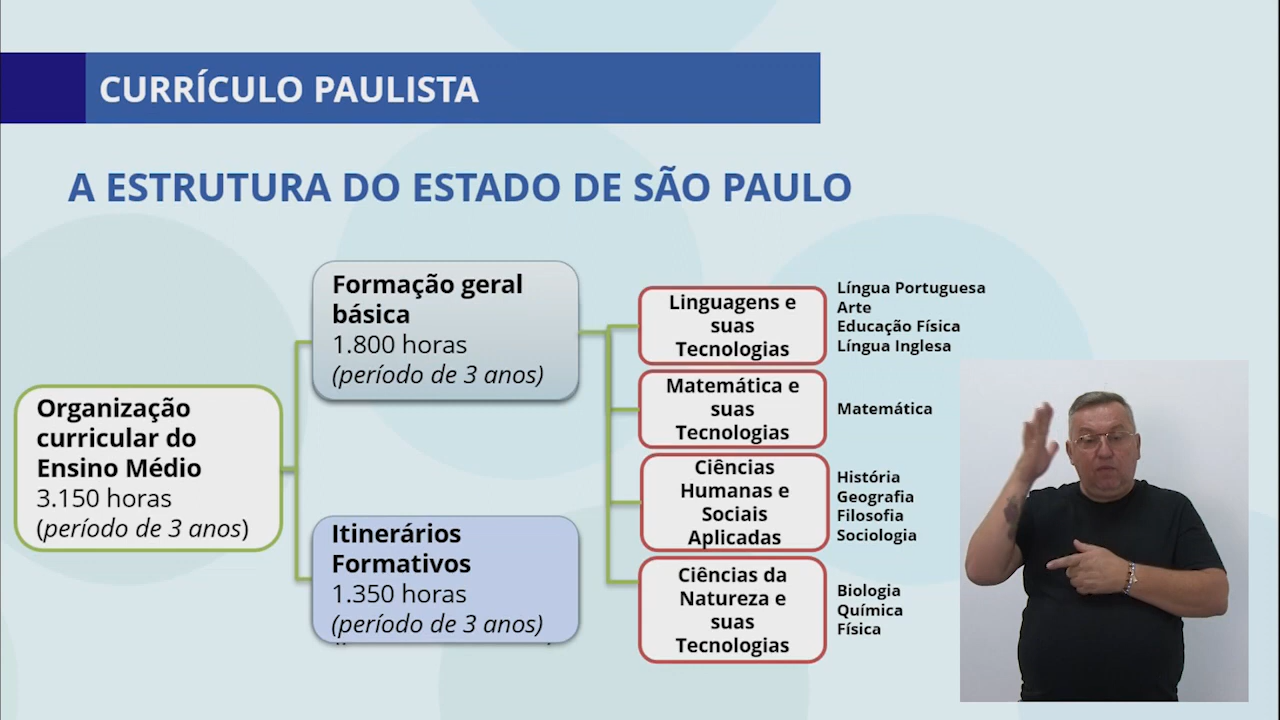 CURRÍCULO PAULISTA
A ESTRUTURA DO ESTADO DE SÃO PAULO
Organização
curricular do
Ensino Médio
3.150 horas
(período de 3 anos)
Formação geral
básica
1.800 horas
(período de 3 anos)
Itinerários
Formativos
1.350 horas
(período de 3 anos)
Linguagens e
suas
Tecnologias
Língua Portuguesa
Arte
Educação Física
Língua Inglesa
Matemática e
suas
Tecnologias
Matemática
Ciências
Humanas e
Sociais
Aplicadas
História
Geografia
Filosofia
Sociologia
Ciências da
Natureza e
suas
Tecnologias
Biologia
Química
Física